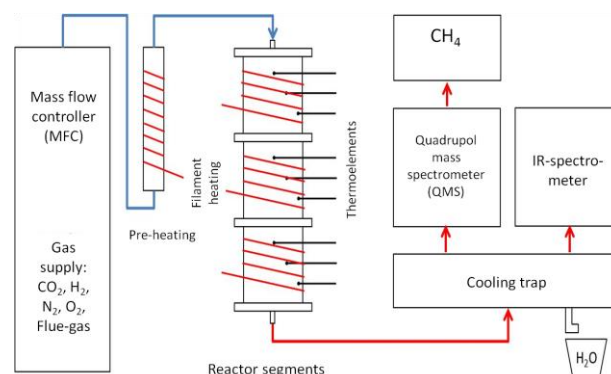 Mass flow
controller
(MFC)
Gas
supply:
CO₂, H₂,
N₂, O₂,
Flue-gas
Pre-heating
Filament
heating
Thermoelements
Reactor segments
CH₄
Quadrupol
mass
spectrometer
(QMS)
IR-spectro-
meter
Cooling trap
H₂O